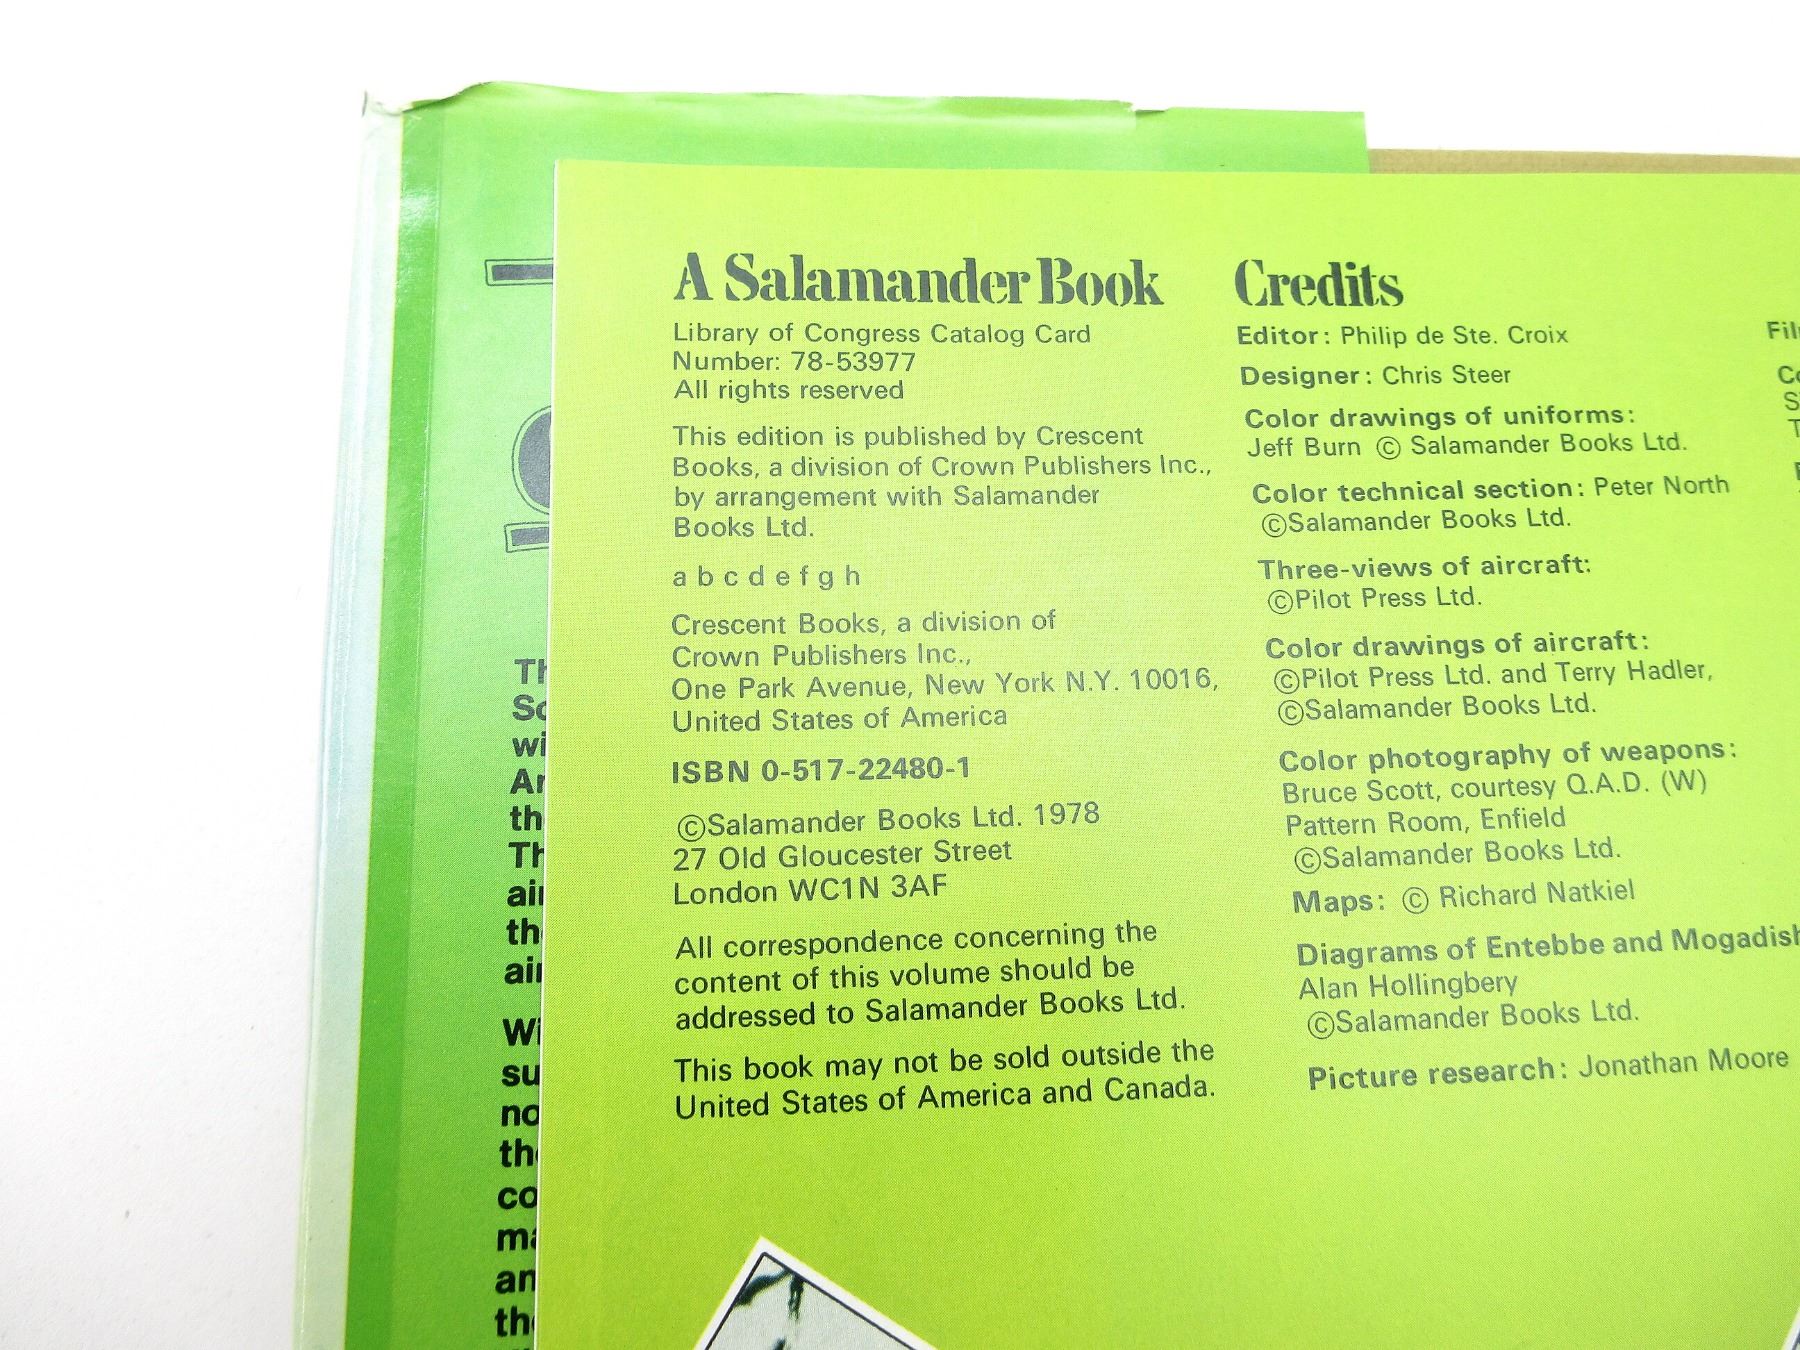 A Salamander Book
Library of Congress Catalog Card
Number: 78-53977
All rights reserved
This edition is published by Crescent
Books, a division of Crown Publishers Inc.,
by arrangement with Salamander
Books Ltd.
a b c d e f g h
Crescent Books, a division of
Crown Publishers Inc.,
One Park Avenue, New York N.Y. 10016,
United States of America
ISBN 0-517-22480-1
©Salamander Books Ltd. 1978
27 Old Gloucester Street
London WC1N 3AF
All correspondence concerning the
content of this volume should be
addressed to Salamander Books Ltd.
This book may not be sold outside the
United States of America and Canada.
Credits
Editor: Philip de Ste. Croix
Designer: Chris Steer
Color drawings of uniforms:
Jeff Burn © Salamander Books Ltd.
Color technical section: Peter North
©Salamander Books Ltd.
Three-views of aircraft:
©Pilot Press Ltd.
Color drawings of aircraft:
©Pilot Press Ltd. and Terry Hadler,
©Salamander Books Ltd.
Color photography of weapons:
Bruce Scott, courtesy Q.A.D. (W)
Pattern Room, Enfield
©Salamander Books Ltd.
Maps: © Richard Natkiel
Diagrams of Entebbe and Mogadish
Alan Hollingbery
©Salamander Books Ltd.
Picture research: Jonathan Moore